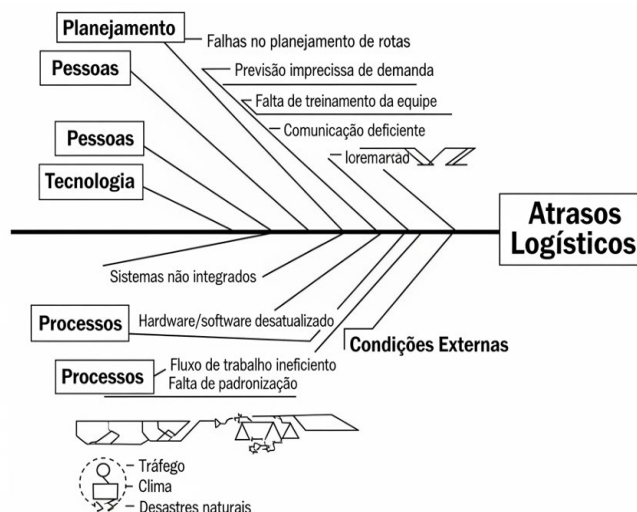 Planejamento
Falhas no planejamento de rotas
Pessoas
Previsão imprecissa de demanda
Falta de treinamento da equipe
Pessoas
Comunicação deficiente
loremarrad
Tecnologia
Atrasos
Logísticos
Sistemas não integrados
Processos
Hardware/software desatualizado
Condições Externas
Processos
Fluxo de trabalho ineficiento
Falta de padronização
Tráfego
Clima
Desastres naturais